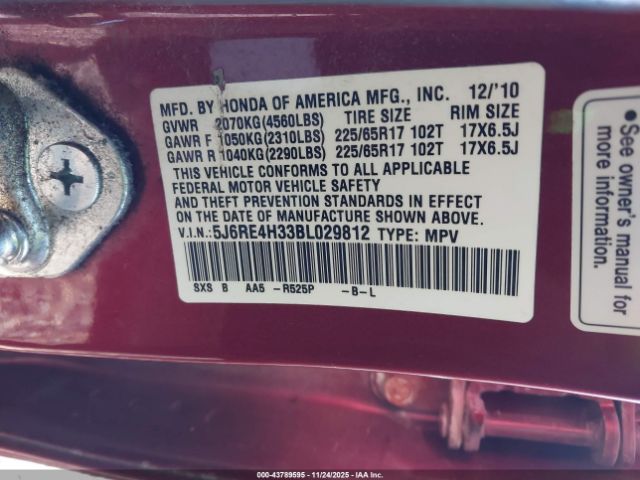 MFD. BY HONDA OF AMERICA MFG., INC. 12/'10
GVWR 2070KG(4560LBS) TIRE SIZE RIM SIZE
GAWR F 1050KG(2310LBS) 225/65R17 102T 17X6.5J
GAWR R 1040KG(2290LBS) 225/65R17 102T 17X6.5J
THIS VEHICLE CONFORMS TO ALL APPLICABLE
FEDERAL MOTOR VEHICLE SAFETY
AND THEFT PREVENTION STANDARDS IN EFFECT
ON THE DATE OF MANUFACTURE SHOWN ABOVE.
V.I.N.: 5J6RE4H33BL029812 TYPE: MPV
SXS B AA5 -R525P -B-L
See owner's manual for
more information.
000-43789595 - 11/24/2025 - IAA Inc.